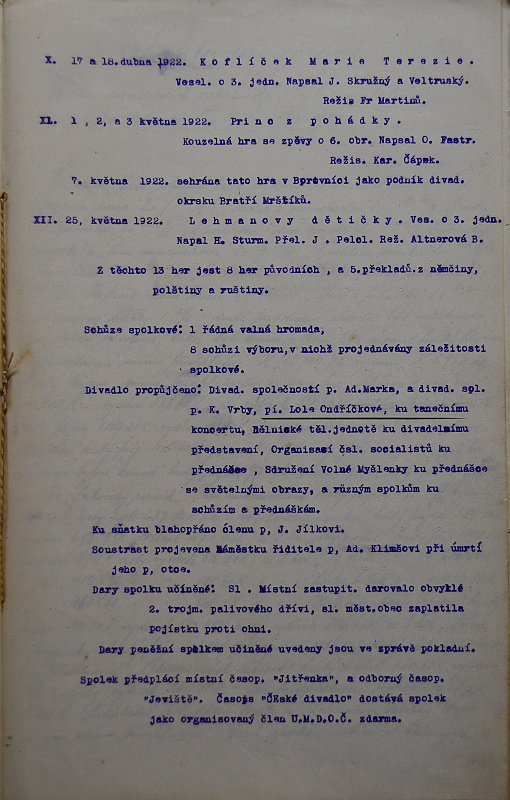 X. 17 a 18.dubna 1922. K o f l í č e k  M a r i e  T e r e z i e .
Vesel. o 3. jedn. Napsal J. Skružný a Veltruský.
Režis Fr Martinů.
XI. 1 , 2, a 3 května 1922. P r i n c  z  p o h á d k y .
Kouzelná hra se zpěvy o 6. obr. Napsal O. Fastr.
Režis. Kar. Čápek.
7. května 1922. sehrána tato hra v jako podnik divad.
okrsku Bratří Mrštíků.
XII. 25, května 1922. L e h m a n o v y  d ě t i č k y . Ves. o 3. jedn.
Napal H. Sturm. Přel. J . Pelcl. Rež. Altnerová B.
Z těchto 13 her jest 8 her původních , a 5.překladů.z němčiny,
polštiny a ruštiny.
Schůze spolkové: 1 řádná valná hromada,
8 schůzi výboru,v nichž projednávány záležitosti
spolkové.
Divadlo propůjčeno: Divad. společností p. Ad.Marka, a divad. spl.
p. K. Vrby, pí. Lole Ondříčkové, ku tanečnímu
koncertu, Dělnické těl.jednotě ku divadelnímu
představení, Organisasí čsl. socialistů ku
přednášce , Sdružení Volné Myšlenky ku přednášce
se světelnými obrazy, a různým spolkům ku
schůzím a přednáškám.
Ku sňatku blahopřáno členu p, J. Jílkovi.
Soustrast projevena Náměstku řiditele p, Ad. Klimšovi při úmrtí
jeho p, otce.
Dary spolku učíněné: Sl . Místní zastupit. darovalo obvyklé
2. trojm. palivového dříví, sl. měst.obec zaplatila
pojístku proti ohni.
Dary peněžní spolkem učiněné uvedeny jsou ve zprávě pokladní.
Spolek předplácí místní časop. "Jitřenka", a odborný časop.
"Jeviště". Časopis "ČEské divadlo" dostává spolek
jako organisovaný člen U.M.D.O.Č. zdarma.